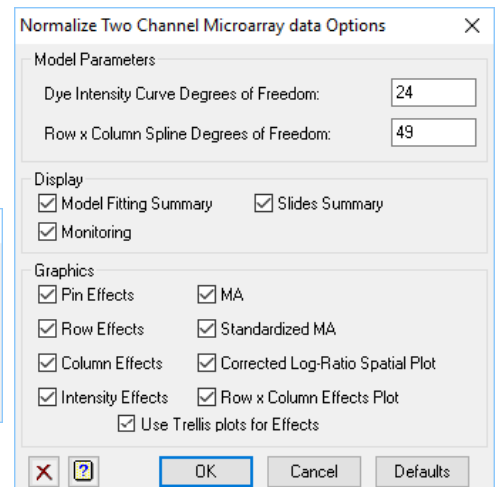 Normalize Two Channel Microarray data Options
Model Parameters
Dye Intensity Curve Degrees of Freedom: 24
Row x Column Spline Degrees of Freedom: 49
Display
Model Fitting Summary Slides Summary
Monitoring
Graphics
Pin Effects MA
Row Effects Standardized MA
Column Effects Corrected Log-Ratio Spatial Plot
Intensity Effects Row x Column Effects Plot
Use Trellis plots for Effects
? OK Cancel Defaults